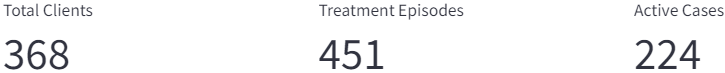 Total Clients Treatment Episodes Active Cases
368 451 224